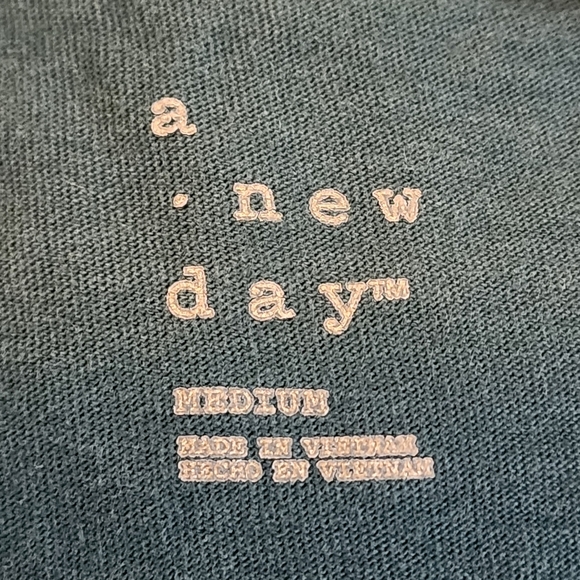 a
· new
day™
MEDIUM
MADE IN VIETNAM
HECHO EN VIETNAM